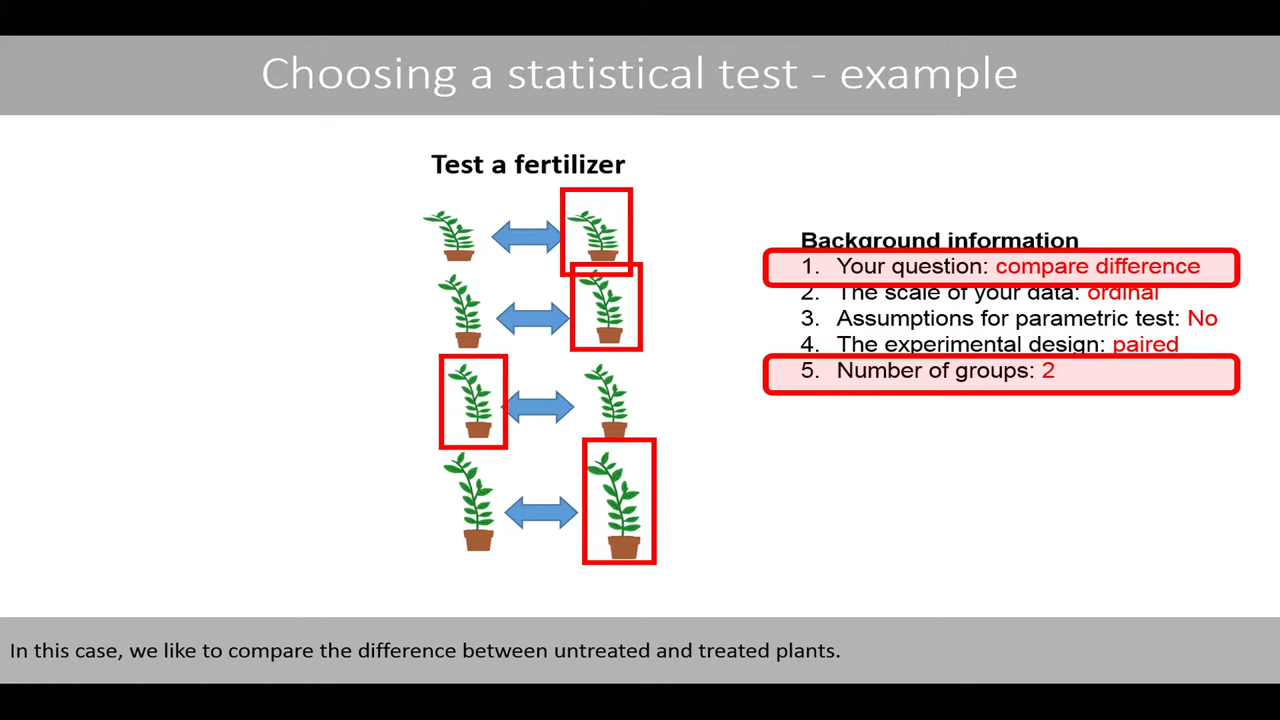 Choosing a statistical test - example
Test a fertilizer
Background information
1. Your question: compare difference
2. The scale of your data: ordinal
3. Assumptions for parametric test: No
4. The experimental design: paired
5. Number of groups: 2
In this case, we like to compare the difference between untreated and treated plants.